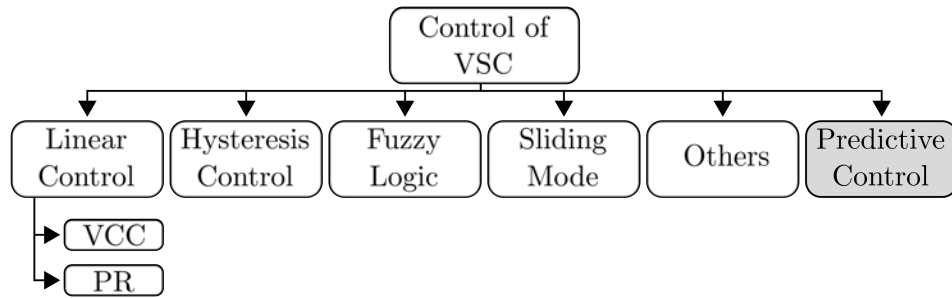 Control of
VSC
Linear
Control
Hysteresis
Control
Fuzzy
Logic
Sliding
Mode
Others
Predictive
Control
VCC
PR